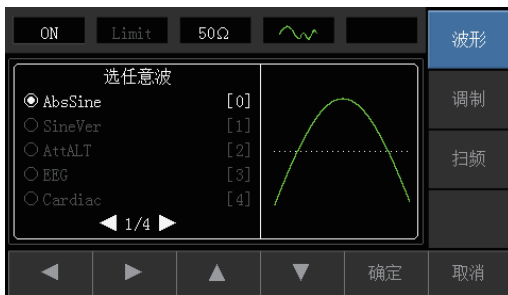 ON Limit 50Ω 波形
选任意波
AbsSine [0]
SineVer [1]
AttALT [2]
EEG [3]
Cardiac [4]
1/4
调制
扫频
确定 取消